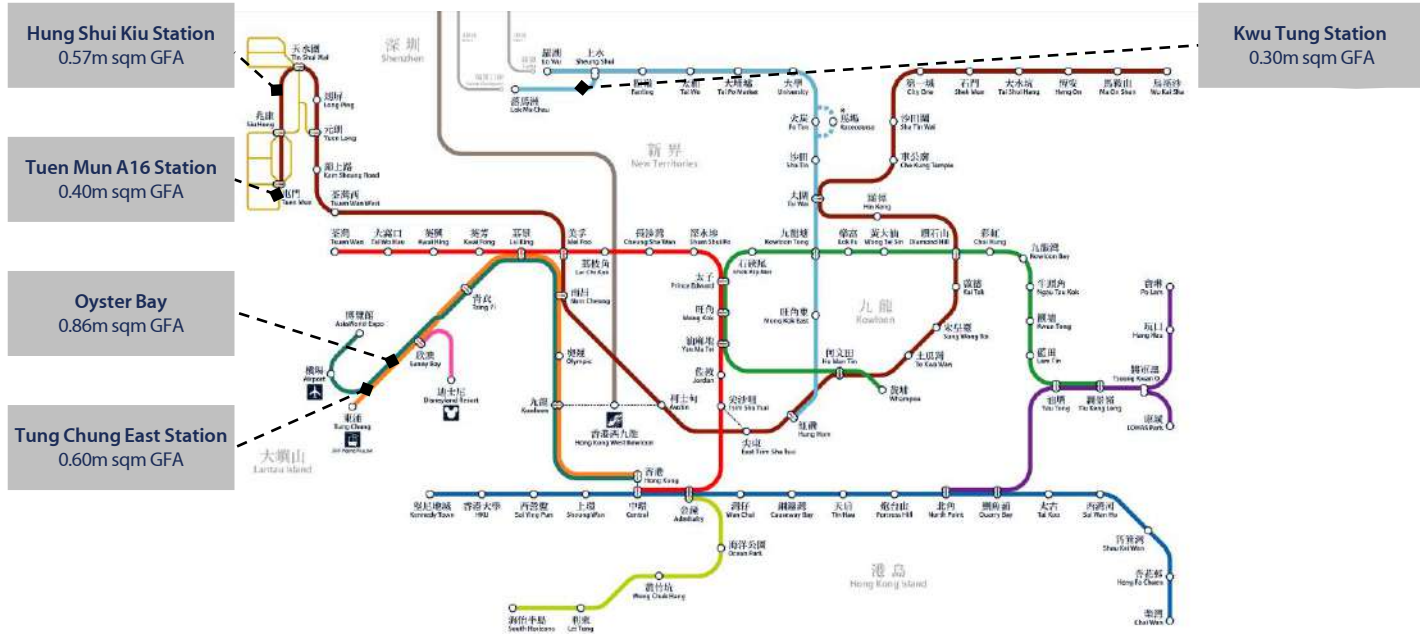 Hung Shui Kiu Station
0.57m sqm GFA
Tuen Mun A16 Station
0.40m sqm GFA
Oyster Bay
0.86m sqm GFA
Tung Chung East Station
0.60m sqm GFA
Kwu Tung Station
0.30m sqm GFA
深圳
Shenzhen
新界
New Territories
九龍
Kowloon
大嶼山
Lantau Island
港島
Hong Kong Island
天水圍
Tin Shui Wai
朗屏
Long Ping
元朗
Yuen Long
錦上路
Kam Sheung Road
兆康
Siu Hong
屯門
Tuen Mun
荃灣西
Tsuen Wan West
羅湖
Lo Wu
上水
Sheung Shui
落馬洲
Lok Ma Chau
粉嶺
Fanling
太和
Tai Wo
大埔墟
Tai Po Market
大學
University
火炭
Fo Tan
馬場
Racecourse
沙田
Sha Tin
大圍
Tai Wai
第一城
City One
石門
Shek Mun
大水坑
Tai Shui Hang
恆安
Heng On
馬鞍山
Ma On Shan
烏溪沙
Wu Kai Sha
沙田圍
Sha Tin Wai
車公廟
Che Kung Temple
顯徑
Hin Keng
荃灣
Tsuen Wan
大窩口
Tai Wo Hau
葵興
Kwai Hing
葵芳
Kwai Fong
荔景
Lai King
美孚
Mei Foo
荔枝角
Lai Chi Kok
長沙灣
Cheung Sha Wan
深水埗
Sham Shui Po
九龍塘
Kowloon Tong
樂富
Lok Fu
黃大仙
Wong Tai Sin
鑽石山
Diamond Hill
彩虹
Choi Hung
九龍灣
Kowloon Bay
石硤尾
Shek Kip Mei
太子
Prince Edward
旺角
Mong Kok
旺角東
Mong Kok East
油麻地
Yau Ma Tei
佐敦
Jordan
尖沙咀
Tsim Sha Tsui
尖東
East Tsim Sha Tsui
柯士甸
Austin
紅磡
Hung Hom
何文田
Ho Man Tin
黃埔
Whampoa
土瓜灣
To Kwa Wan
宋皇臺
Sung Wong Toi
啟德
Kai Tak
牛頭角
Ngau Tau Kok
觀塘
Kwun Tong
藍田
Lam Tin
油塘
Yau Tong
調景嶺
Tiu Keng Leng
將軍澳
Tseung Kwan O
寶琳
Po Lam
坑口
Hang Hau
康城
LOHAS Park
青衣
Tsing Yi
南昌
Nam Cheong
奧運
Olympic
九龍
Kowloon
香港西九龍
Hong Kong West Kowloon
博覽館
AsiaWorld-Expo
機場
Airport
欣澳
Sunny Bay
迪士尼
Disneyland Resort
東涌
Tung Chung
香港
Hong Kong
堅尼地城
Kennedy Town
香港大學
HKU
西營盤
Sai Ying Pun
上環
Sheung Wan
中環
Central
金鐘
Admiralty
灣仔
Wan Chai
銅鑼灣
Causeway Bay
天后
Tin Hau
炮台山
Fortress Hill
北角
North Point
鰂魚涌
Quarry Bay
太古
Tai Koo
西灣河
Sai Wan Ho
筲箕灣
Shau Kei Wan
杏花邨
Heng Fa Chuen
柴灣
Chai Wan
海洋公園
Ocean Park
黃竹坑
Wong Chuk Hang
利東
Lei Tung
海怡半島
South Horizons